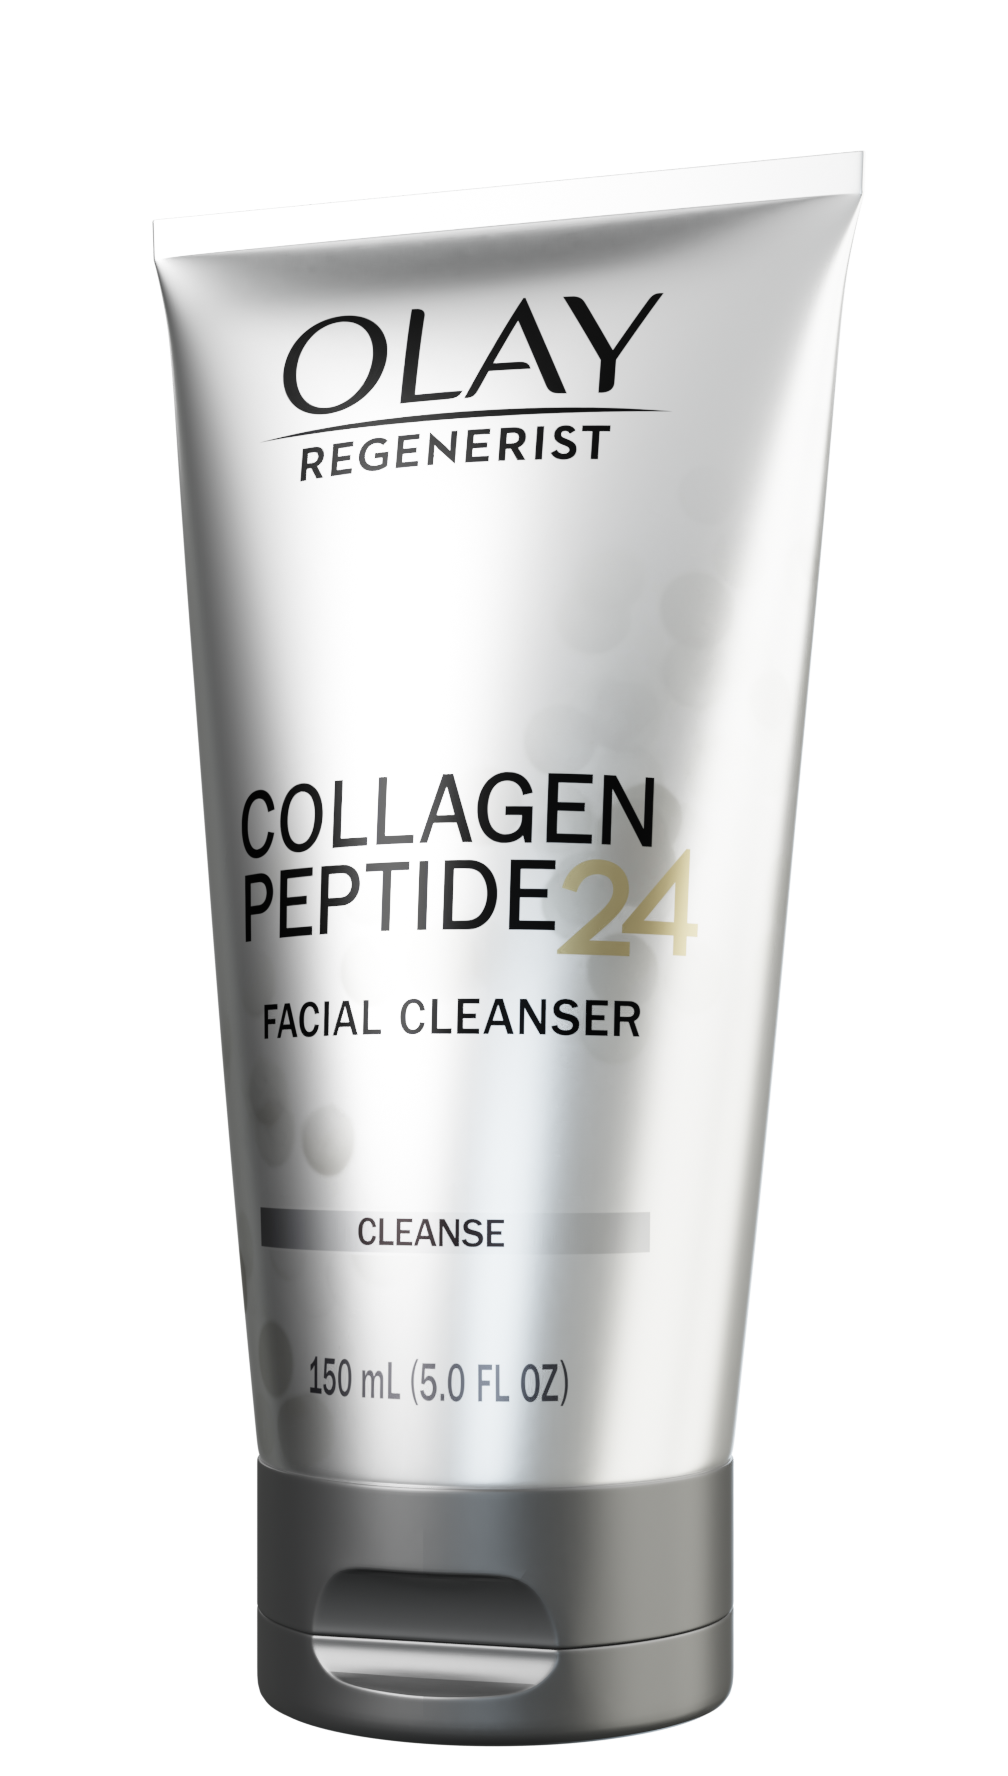 OLAY
REGENERIST
COLLAGEN
PEPTIDE24
FACIAL CLEANSER
CLEANSE
150 mL (5.0 FL OZ)